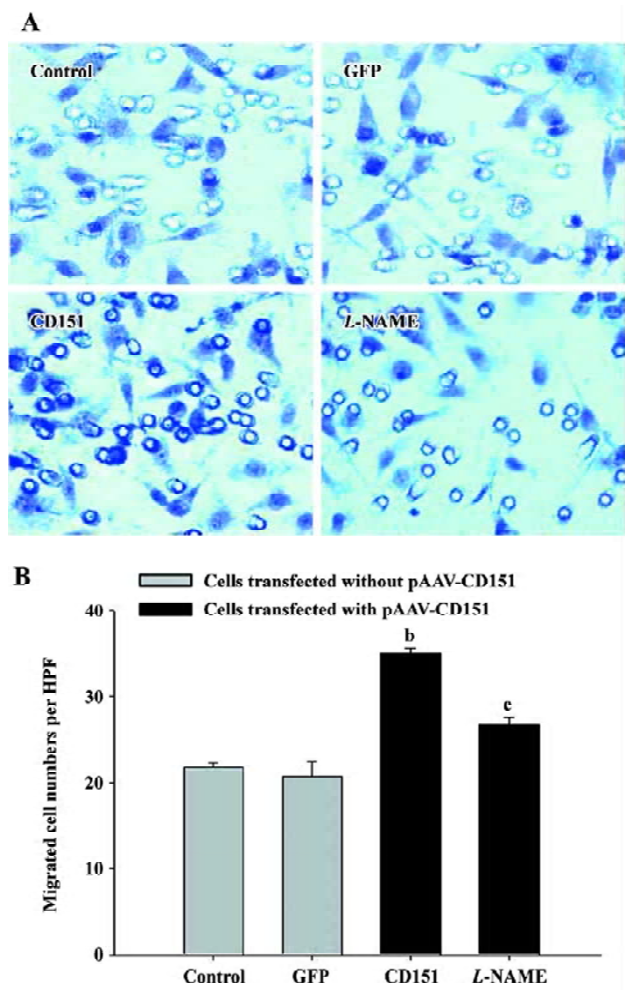 A
Control
GFP
CD151
L-NAME
B
Cells transfected without pAAV-CD151
Cells transfected with pAAV-CD151
40
30
20
10
0
Migrated cell numbers per HPF
b
c
Control
GFP
CD151
L-NAME